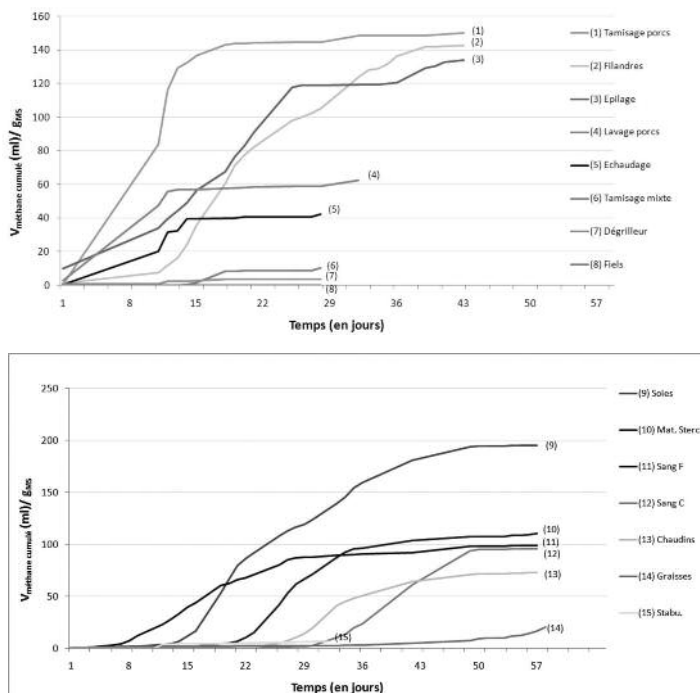 160
140
120
100
80
60
40
20
0
V méthane cumulé (ml)/ gMS
(1)
(2)
(3)
(4)
(5)
(6)
(7)
(8)
1 8 15 22 29 36 43 50 57
Temps (en jours)
(1) Tamisage porcs
(2) Filandres
(3) Epilage
(4) Lavage porcs
(5) Echaudage
(6) Tamisage mixte
(7) Dégrilleur
(8) Fiels
250
200
150
100
50
0
V méthane cumulé (ml)/ gMS
(9)
(10)
(11)
(12)
(13)
(14)
(15)
1 8 15 22 29 36 43 50 57
Temps (en jours)
(9) Soies
(10) Mat. Sterc
(11) Sang F
(12) Sang C
(13) Chaudins
(14) Graisses
(15) Stabu.